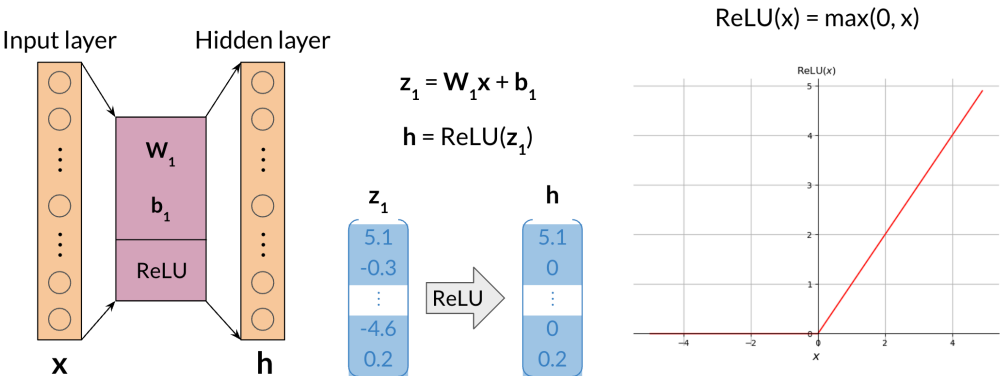 Input layer
Hidden layer
W1
b1
ReLU
x
h
z1 = W1x + b1
h = ReLU(z1)
z1
5.1
-0.3
⋮
-4.6
0.2
ReLU
h
5.1
0
⋮
0
0.2
ReLU(x) = max(0, x)
ReLU(x)
5
4
3
2
1
0
−4
−2
0
2
4
x